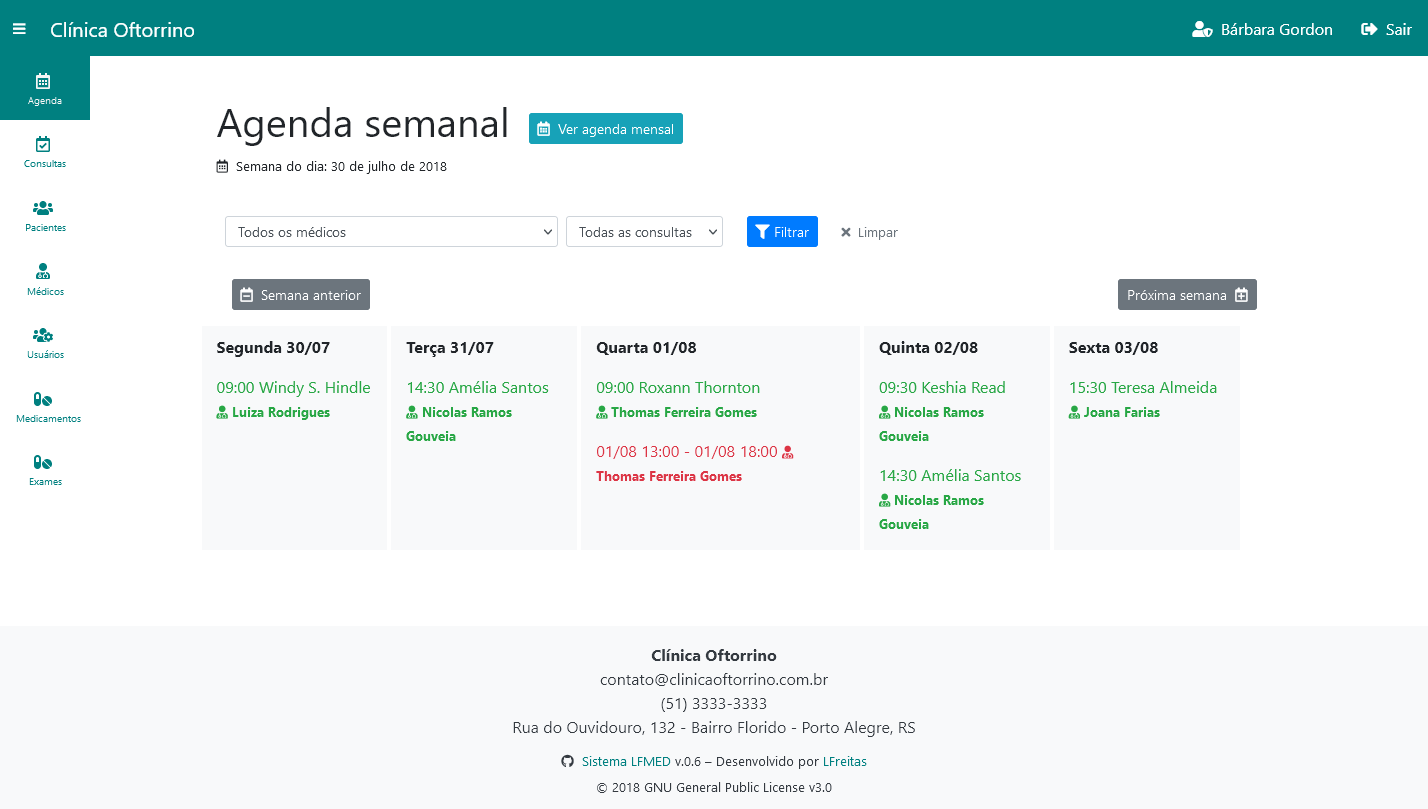 Clínica Oftorrino
Bárbara Gordon
Sair
Agenda
Consultas
Pacientes
Médicos
Usuários
Medicamentos
Exames
Agenda semanal
Ver agenda mensal
Semana do dia: 30 de julho de 2018
Todos os médicos
Todas as consultas
Filtrar
Limpar
Semana anterior
Próxima semana
Segunda 30/07
09:00 Windy S. Hindle
Luiza Rodrigues
Terça 31/07
14:30 Amélia Santos
Nicolas Ramos
Gouveia
Quarta 01/08
09:00 Roxann Thornton
Thomas Ferreira Gomes
01/08 13:00 - 01/08 18:00
Thomas Ferreira Gomes
Quinta 02/08
09:30 Keshia Read
Nicolas Ramos
Gouveia
14:30 Amélia Santos
Nicolas Ramos
Gouveia
Sexta 03/08
15:30 Teresa Almeida
Joana Farias
Clínica Oftorrino
contato@clinicaoftorrino.com.br
(51) 3333-3333
Rua do Ouvidouro, 132 - Bairro Florido - Porto Alegre, RS
Sistema LFMED v.0.6 – Desenvolvido por LFreitas
© 2018 GNU General Public License v3.0